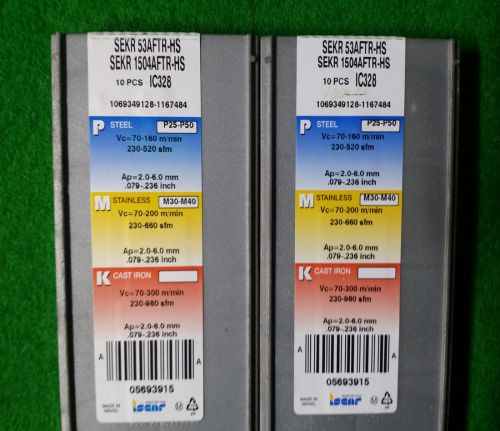 SEKR 53AFTR-HS
SEKR 1504AFTR-HS
10 PCS IC328
1069349128-1167484
P STEEL P25-P50
Vc=70-160 m/min
230-520 sfm
Ap=2.0-6.0 mm
.079-.236 inch
M STAINLESS M30-M40
Vc=70-200 m/min
230-660 sfm
Ap=2.0-6.0 mm
.079-.236 inch
K CAST IRON
Vc=70-300 m/min
230-980 sfm
Ap=2.0-6.0 mm
.079-.236 inch
A
A
05693915
MADE IN
ISRAEL
iscar
PP
SEKR 53AFTR-HS
SEKR 1504AFTR-HS
10 PCS IC328
1069349128-1167484
P STEEL P25-P50
Vc=70-160 m/min
230-520 sfm
Ap=2.0-6.0 mm
.079-.236 inch
M STAINLESS M30-M40
Vc=70-200 m/min
230-660 sfm
Ap=2.0-6.0 mm
.079-.236 inch
K CAST IRON
Vc=70-300 m/min
230-980 sfm
Ap=2.0-6.0 mm
.079-.236 inch
A
A
05693915
MADE IN
ISRAEL
iscar
PP